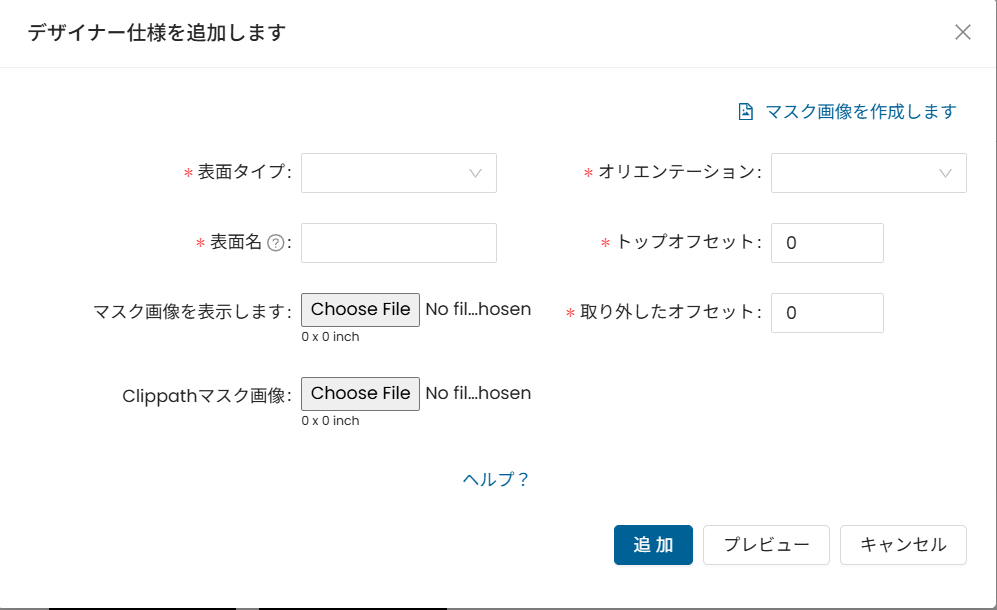 デザイナー仕様を追加します
マスク画像を作成します
* 表面タイプ:
* オリエンテーション:
* 表面名 ? :
* トップオフセット: 0
マスク画像を表示します: Choose File No fil...hosen
0 x 0 inch
* 取り外したオフセット: 0
Clippathマスク画像: Choose File No fil...hosen
0 x 0 inch
ヘルプ？
追 加 プレビュー キャンセル